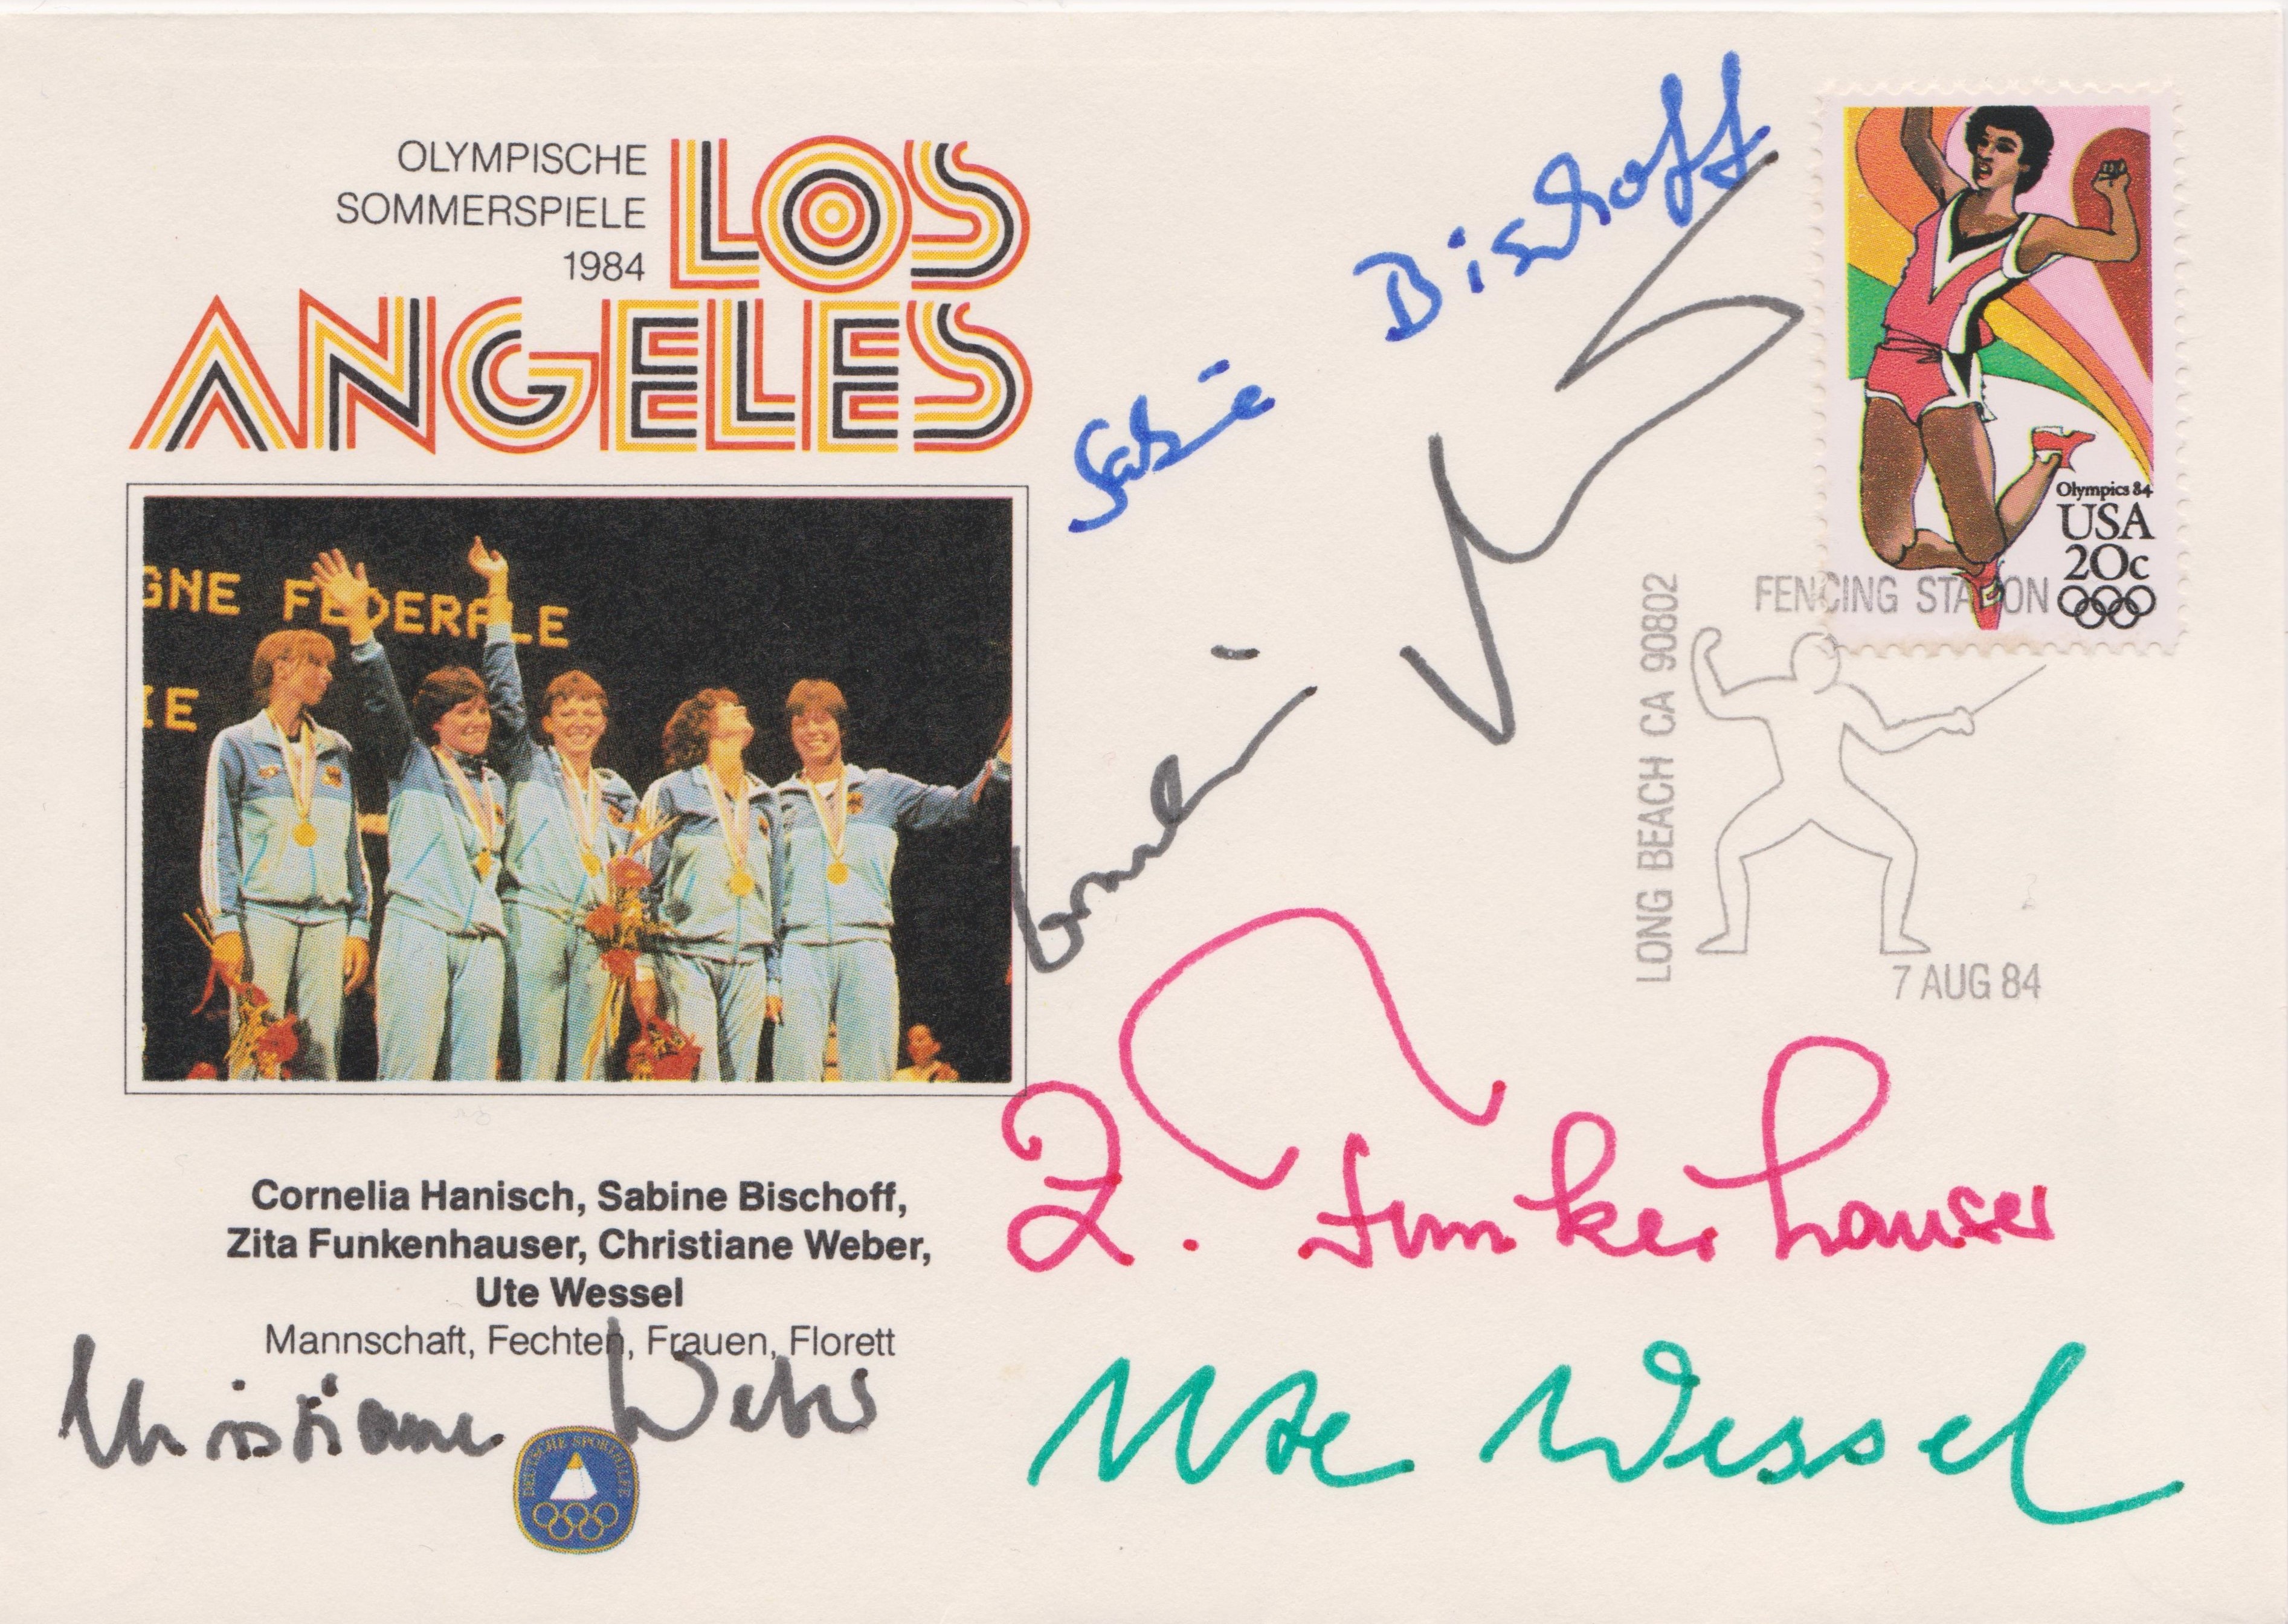 OLYMPISCHE
SOMMERSPIELE
1984
LOS
ANGELES
Sabine Bischoff
Olympics 84
USA
20c
FENCING STATION
LONG BEACH CA 90802
7 AUG 84
GNE FEDERALE
IE
Z. Funkenhauser
Cornelia Hanisch, Sabine Bischoff,
Zita Funkenhauser, Christiane Weber,
Ute Wessel
Mannschaft, Fechten, Frauen, Florett
Christiane Weber
Ute Wessel
DEUTSCHE SPORTHILFE